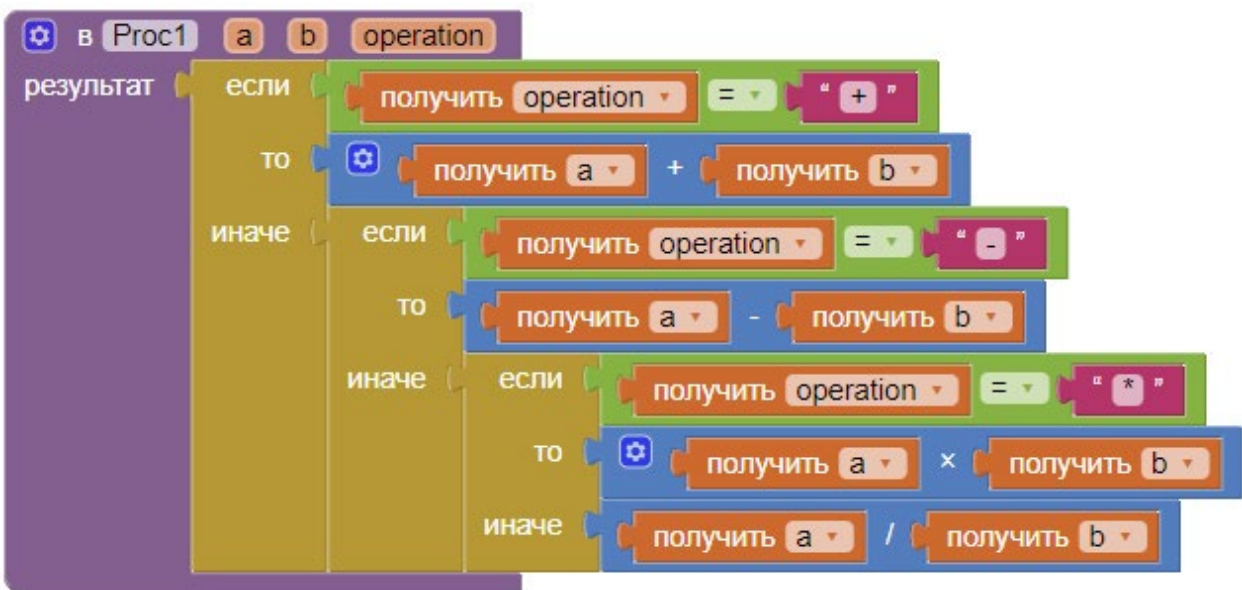 в Proc1 a b operation
результат если получить operation = " + "
то получить a + получить b
иначе если получить operation = " - "
то получить a - получить b
иначе если получить operation = " * "
то получить a × получить b
иначе получить a / получить b